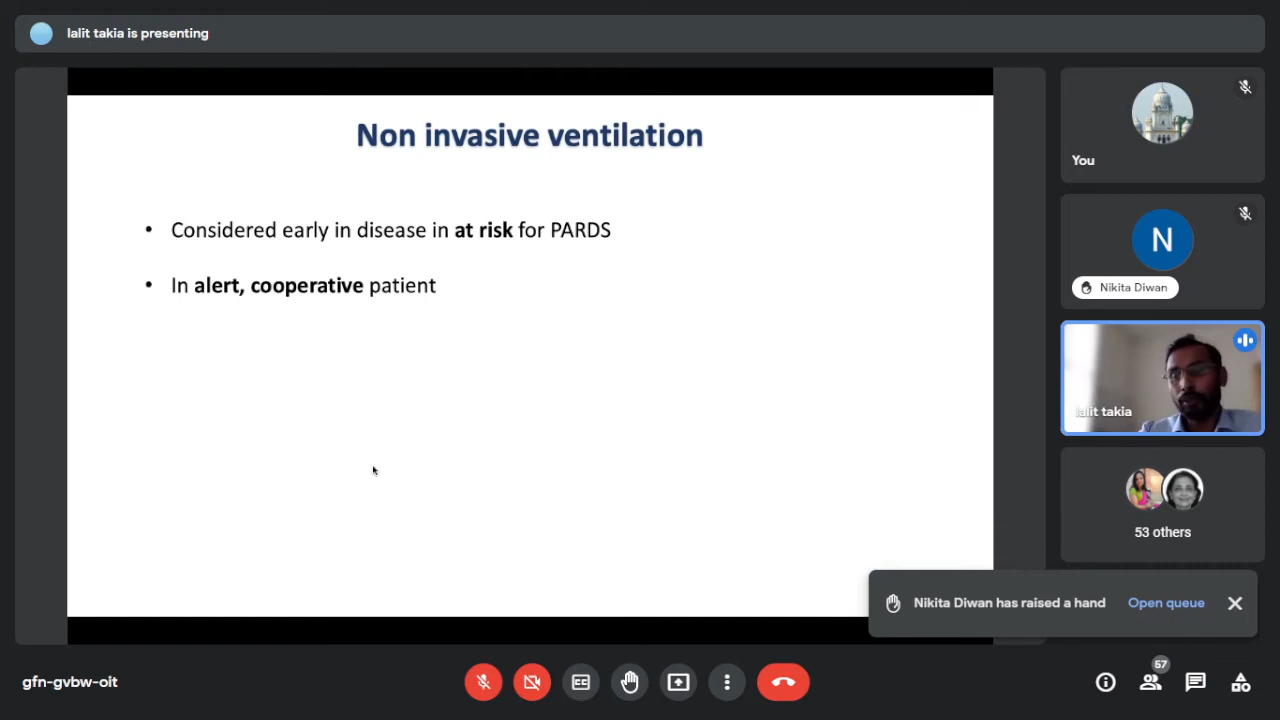 lalit takia is presenting
Non invasive ventilation
• Considered early in disease in at risk for PARDS
• In alert, cooperative patient
You
N
Nikita Diwan
lalit takia
53 others
Nikita Diwan has raised a hand Open queue
gfn-gvbw-oit
CC
57